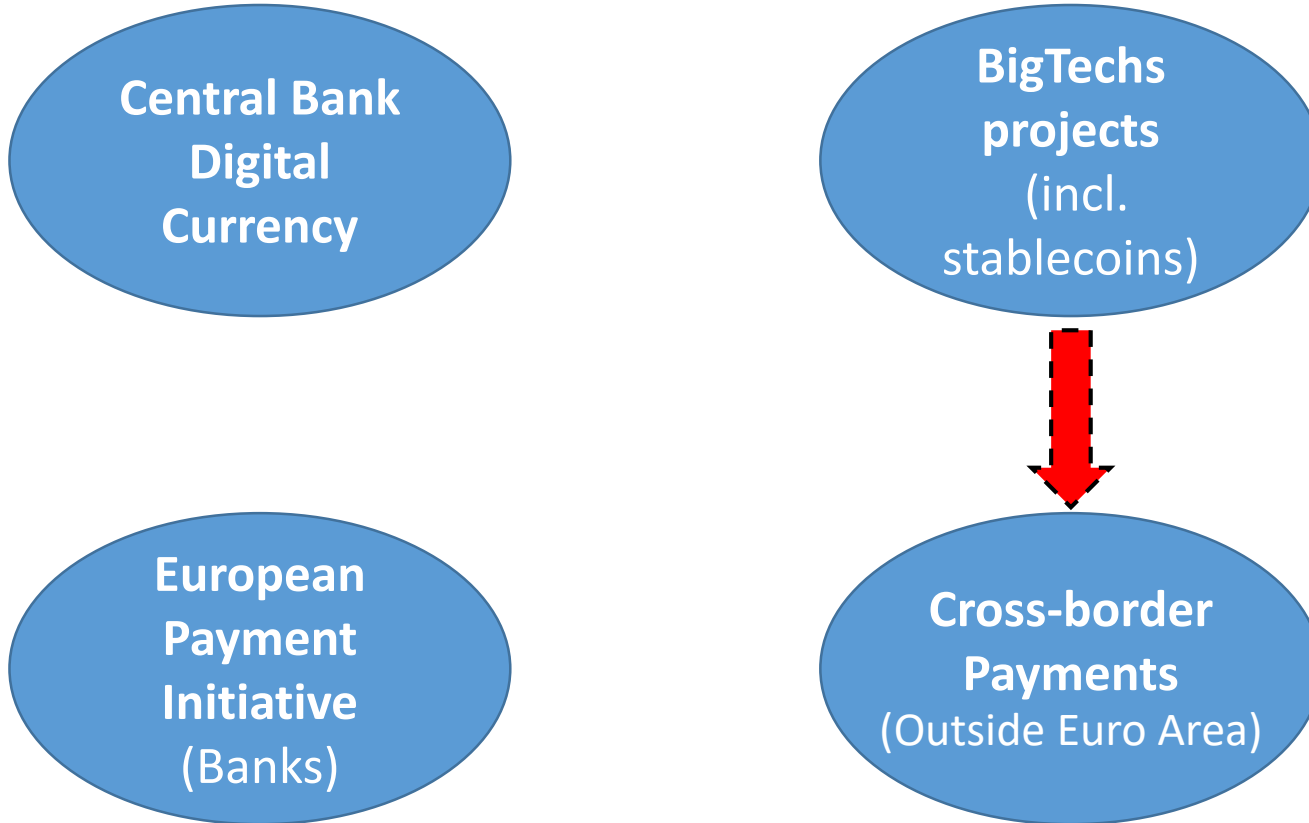 Central Bank
Digital
Currency
BigTechs
projects
(incl.
stablecoins)
European
Payment
Initiative
(Banks)
Cross-border
Payments
(Outside Euro Area)